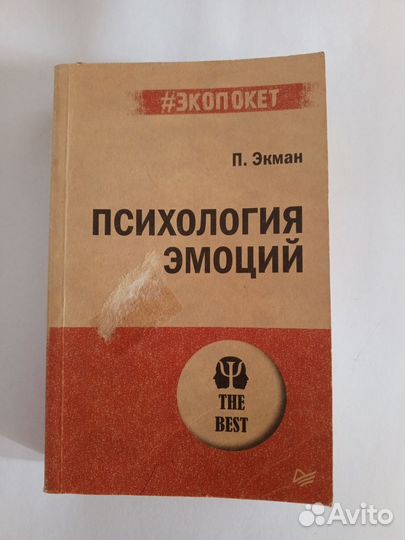 #ЭКОПОКЕТ
П. Экман
ПСИХОЛОГИЯ
ЭМОЦИЙ
Ψ
THE
BEST
Avito